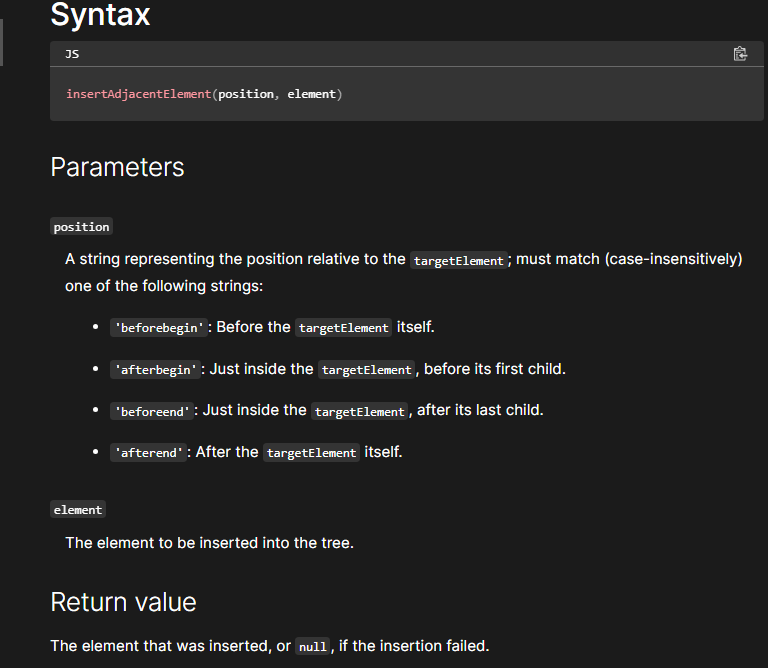 Syntax
JS
insertAdjacentElement(position, element)
Parameters
position
A string representing the position relative to the targetElement; must match (case-insensitively)
one of the following strings:
• 'beforebegin': Before the targetElement itself.
• 'afterbegin': Just inside the targetElement, before its first child.
• 'beforeend': Just inside the targetElement, after its last child.
• 'afterend': After the targetElement itself.
element
The element to be inserted into the tree.
Return value
The element that was inserted, or null, if the insertion failed.